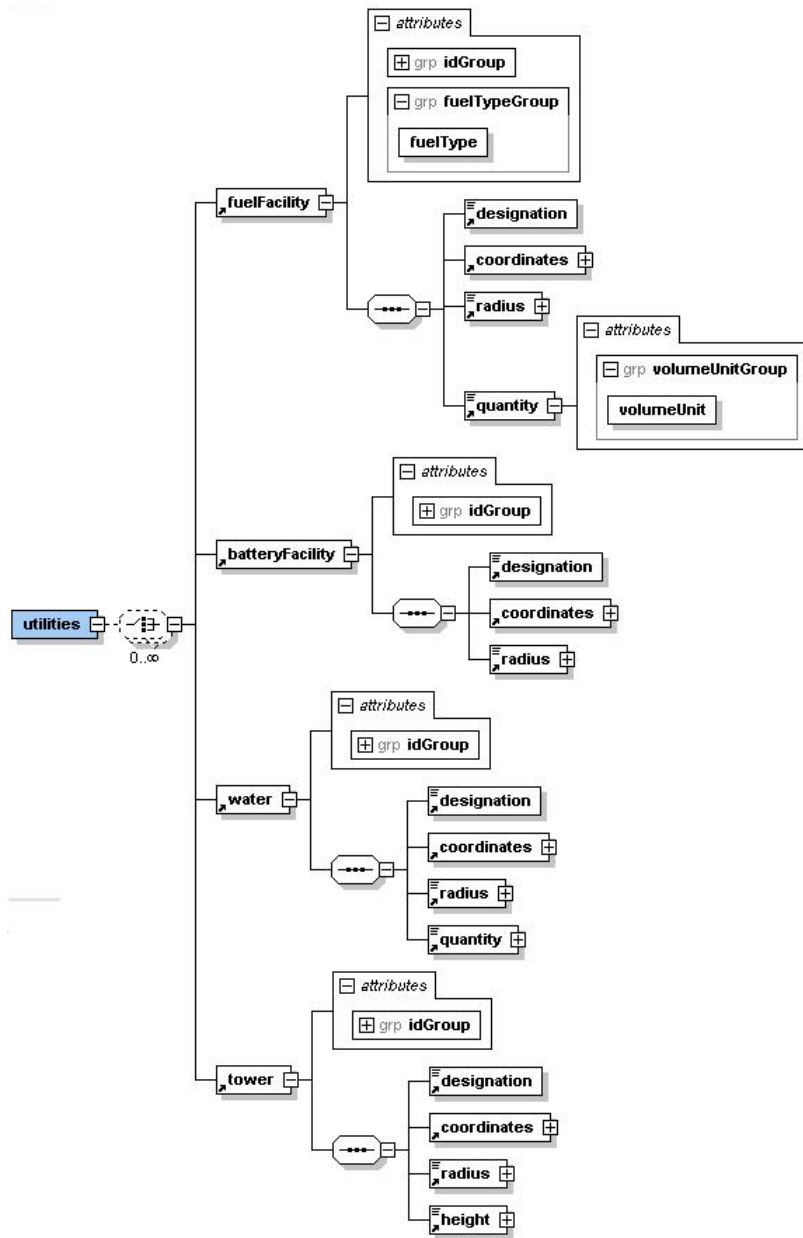 attributes
grp idGroup
grp fuelTypeGroup
fuelType
fuelFacility
designation
coordinates
radius
attributes
grp volumeUnitGroup
quantity
volumeUnit
attributes
grp idGroup
batteryFacility
designation
coordinates
utilities
0..∞
radius
attributes
grp idGroup
water
designation
coordinates
radius
quantity
attributes
grp idGroup
tower
designation
coordinates
radius
height